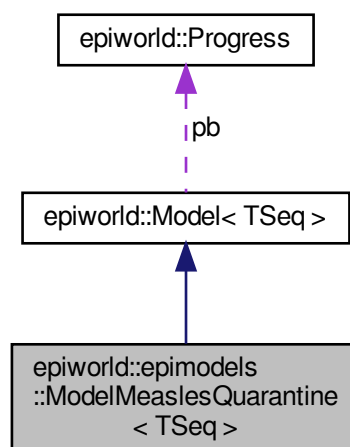 epiworld::Progress
pb
epiworld::Model< TSeq >
epiworld::epimodels
::ModelMeaslesQuarantine
< TSeq >